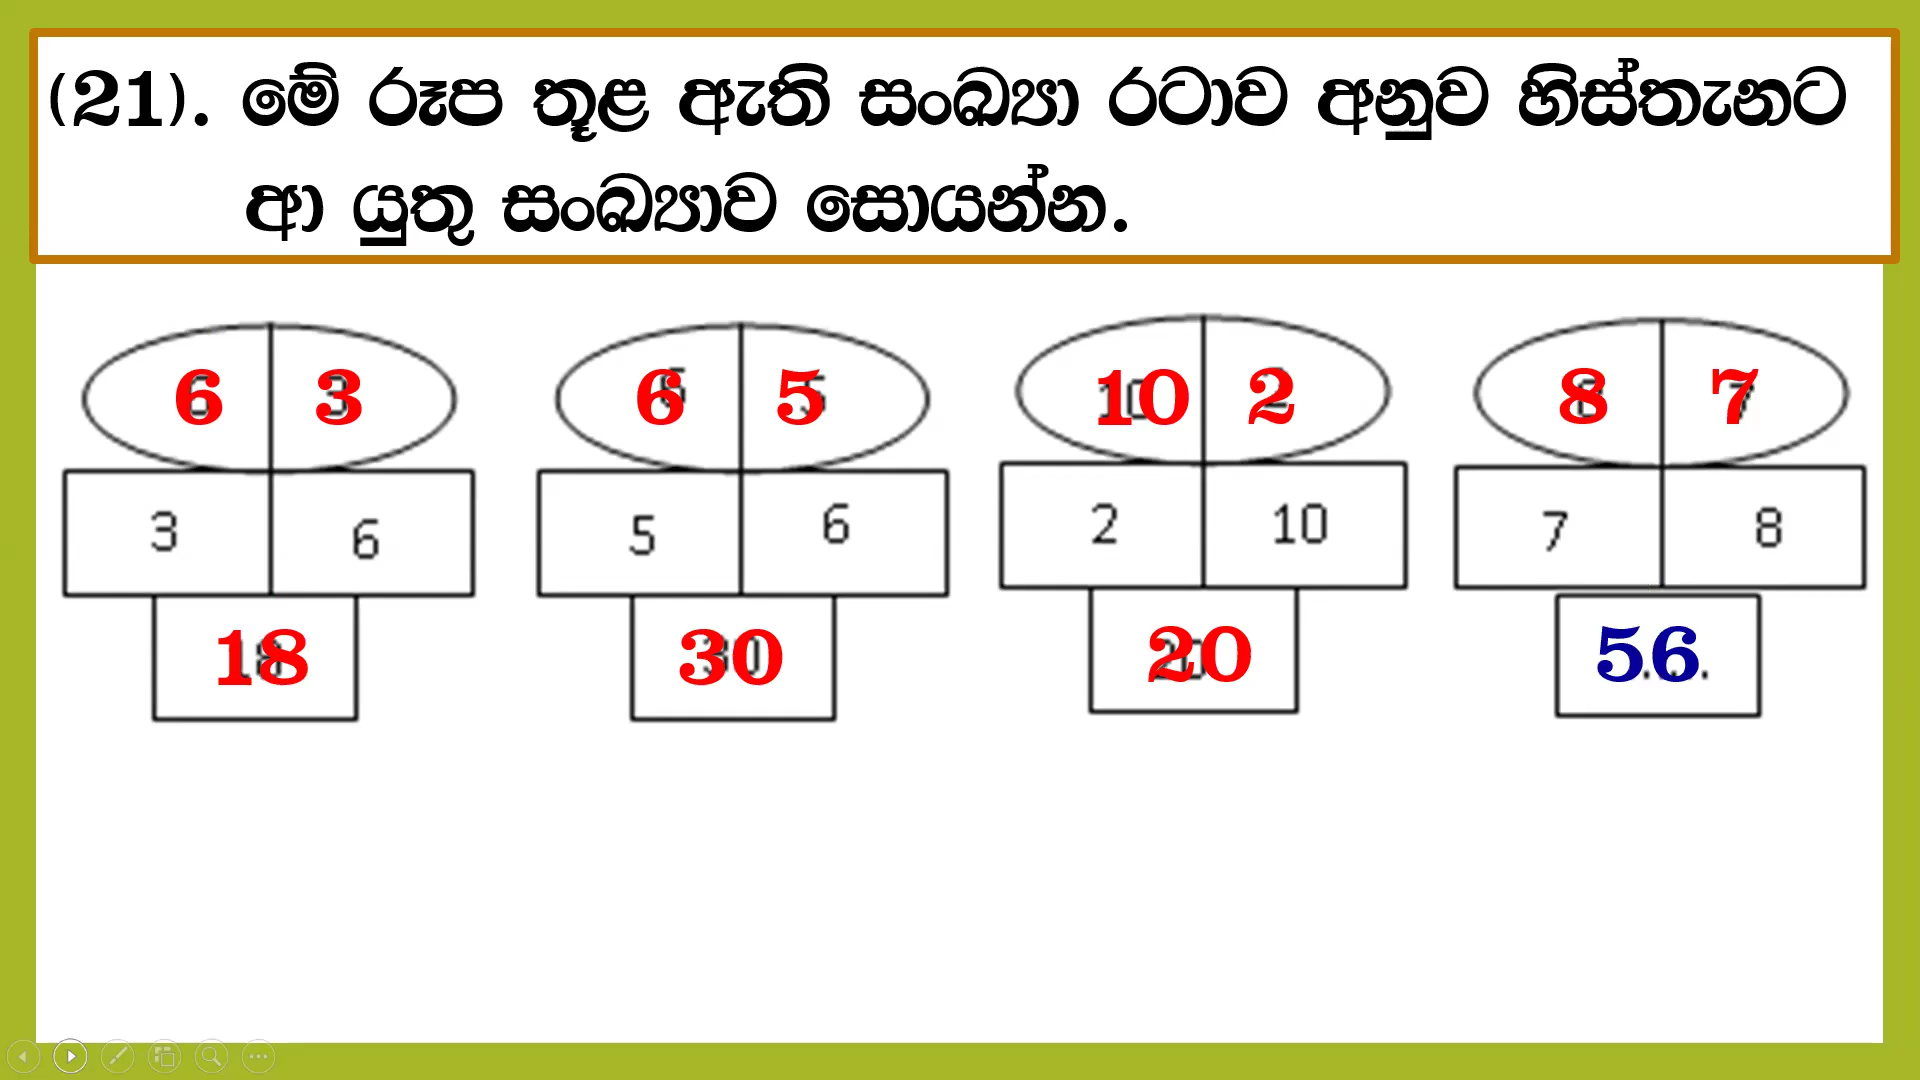 (21). මේ රූප තුළ ඇති සංඛ්‍යා රටාව අනුව හිස්තැනට
ආ යුතු සංඛ්‍යාව සොයන්න.
6 3 6 5 10 2 8 7
3 6 5 6 2 10 7 8
18 30 20 56